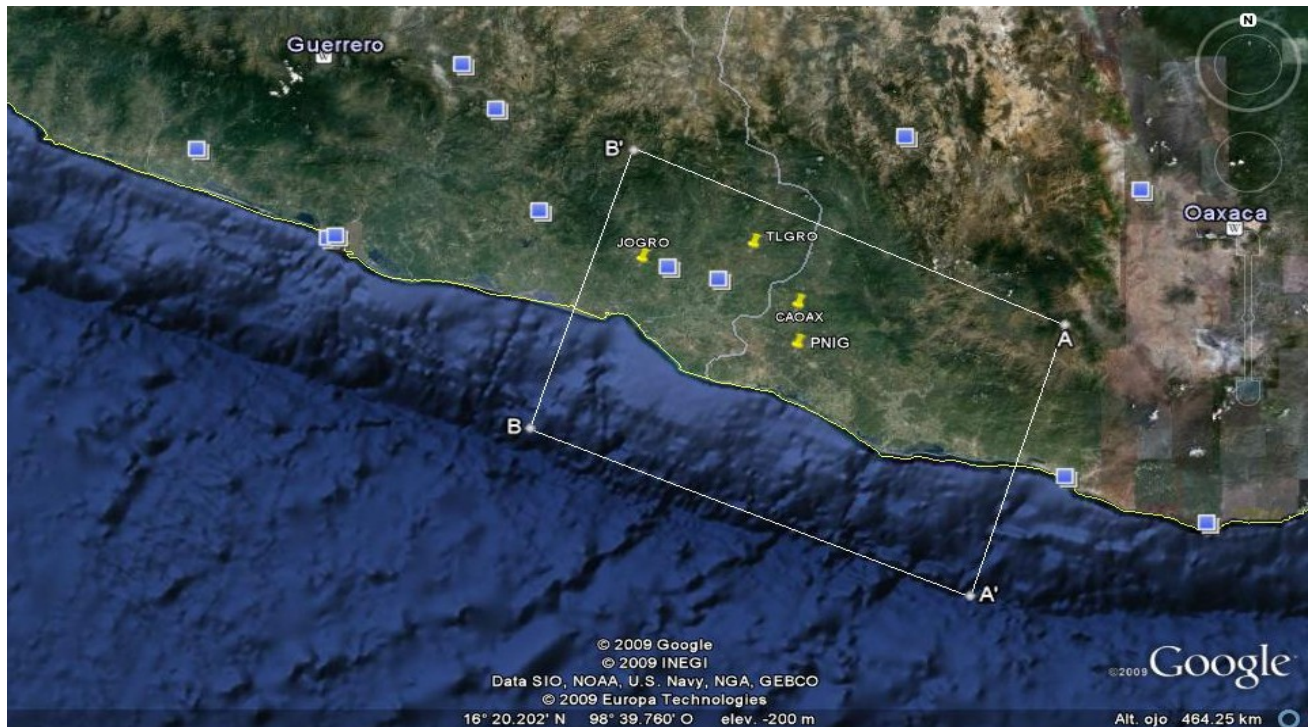 N
Guerrero
W
B'
Oaxaca
W
JOGRO
TLGRO
CAOAX
A
PNIG
B
A'
© 2009 Google
© 2009 INEGI
Data SIO, NOAA, U.S. Navy, NGA, GEBCO
© 2009 Europa Technologies
©2009 Google
16° 20.202' N 98° 39.760' O elev. -200 m Alt. ojo 464.25 km